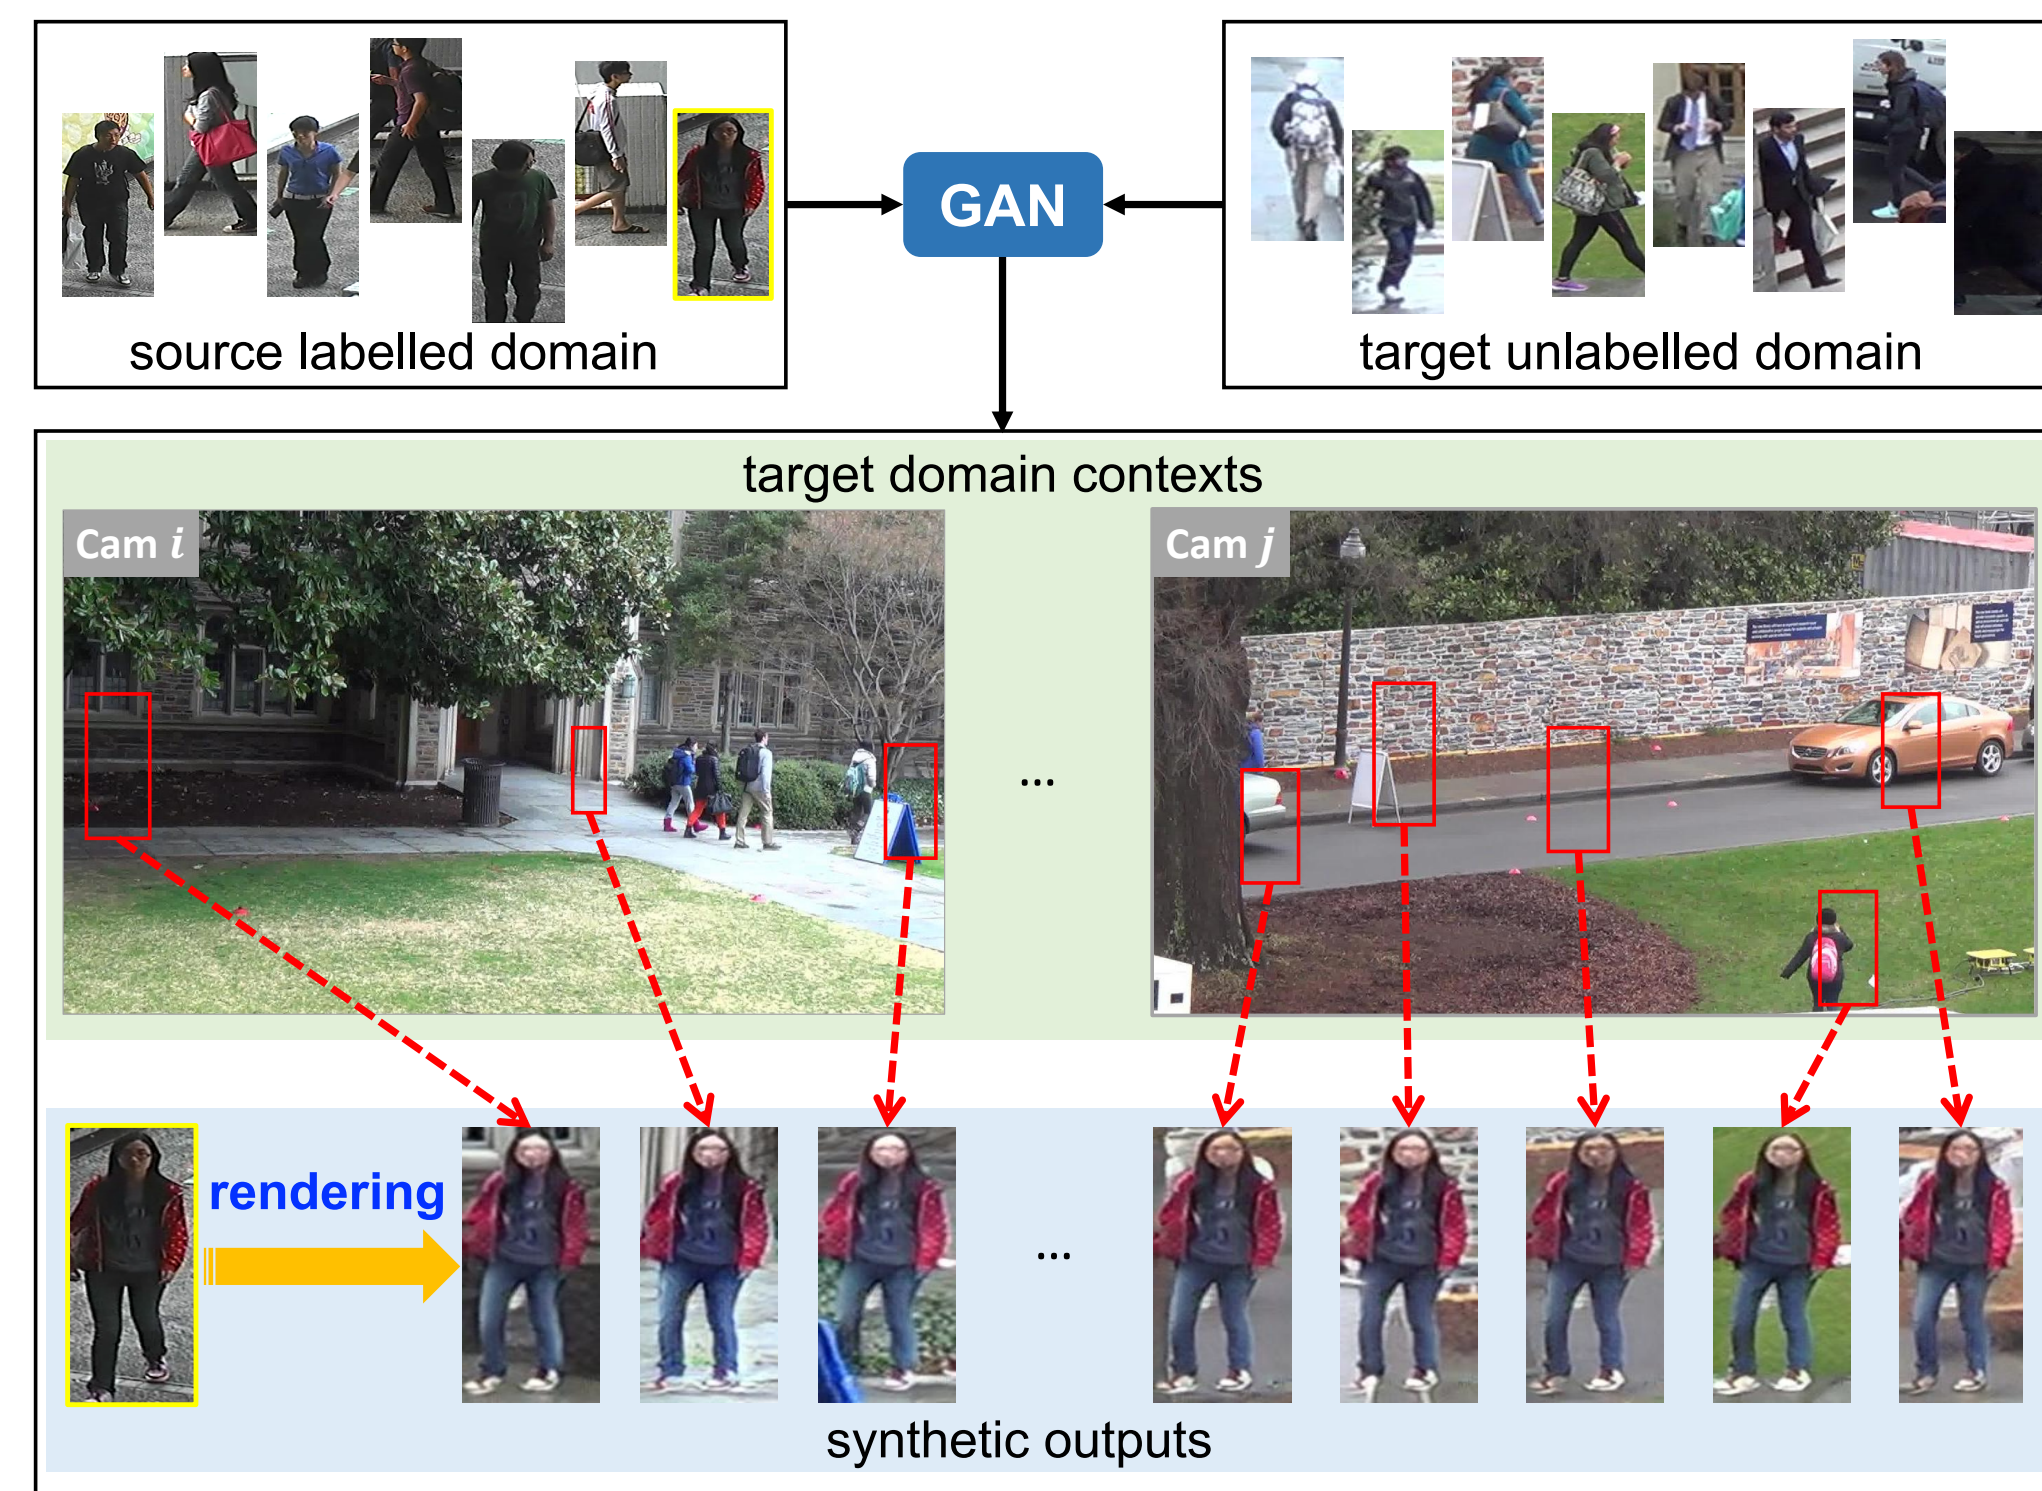 GAN
source labelled domain
target unlabelled domain
target domain contexts
Cam i
Cam j
...
rendering
...
synthetic outputs